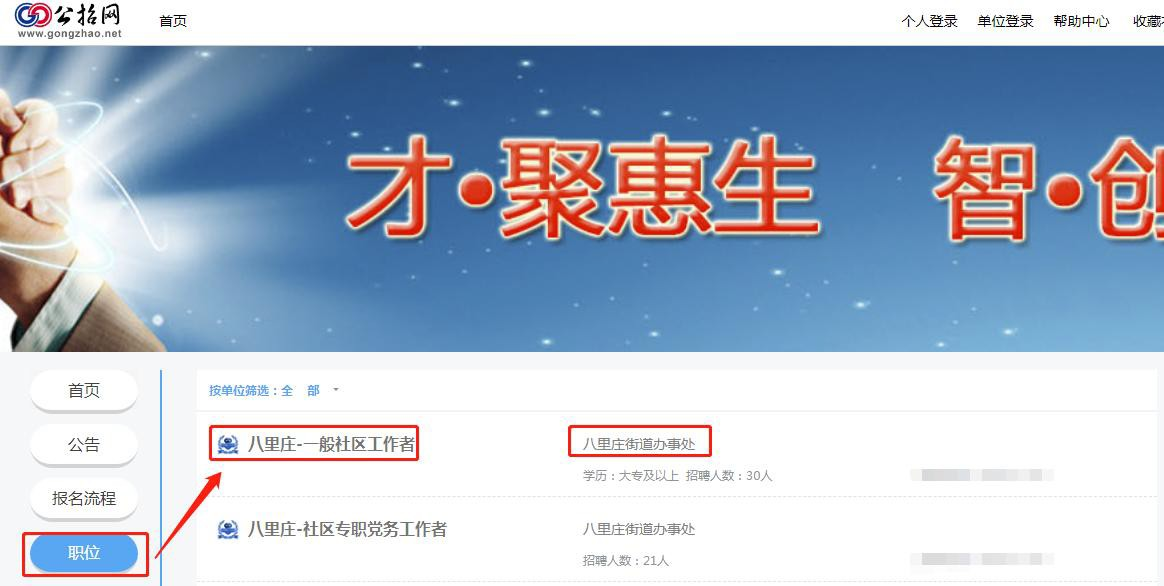 公招网
www.gongzhao.net
首页
个人登录 单位登录 帮助中心 收藏
才·聚惠生 智·创
首页
公告
报名流程
职位
按单位筛选：全 部
八里庄-一般社区工作者
八里庄街道办事处
学历：大专及以上 招聘人数：30人
八里庄-社区专职党务工作者
八里庄街道办事处
招聘人数：21人